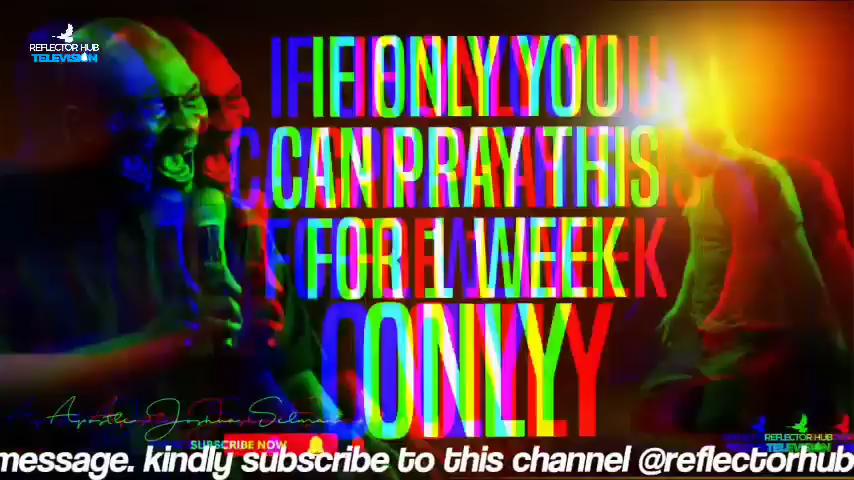 REFLECTOR HUB
TELEVISION
IF ONLY YOU
CAN PRAY THIS
FOR 1 WEEK
ONLY
Apostle Joshua Selman
SUBSCRIBE NOW
REFLECTOR HUB
TELEVISION
message. kindly subscribe to this channel @reflectorhub